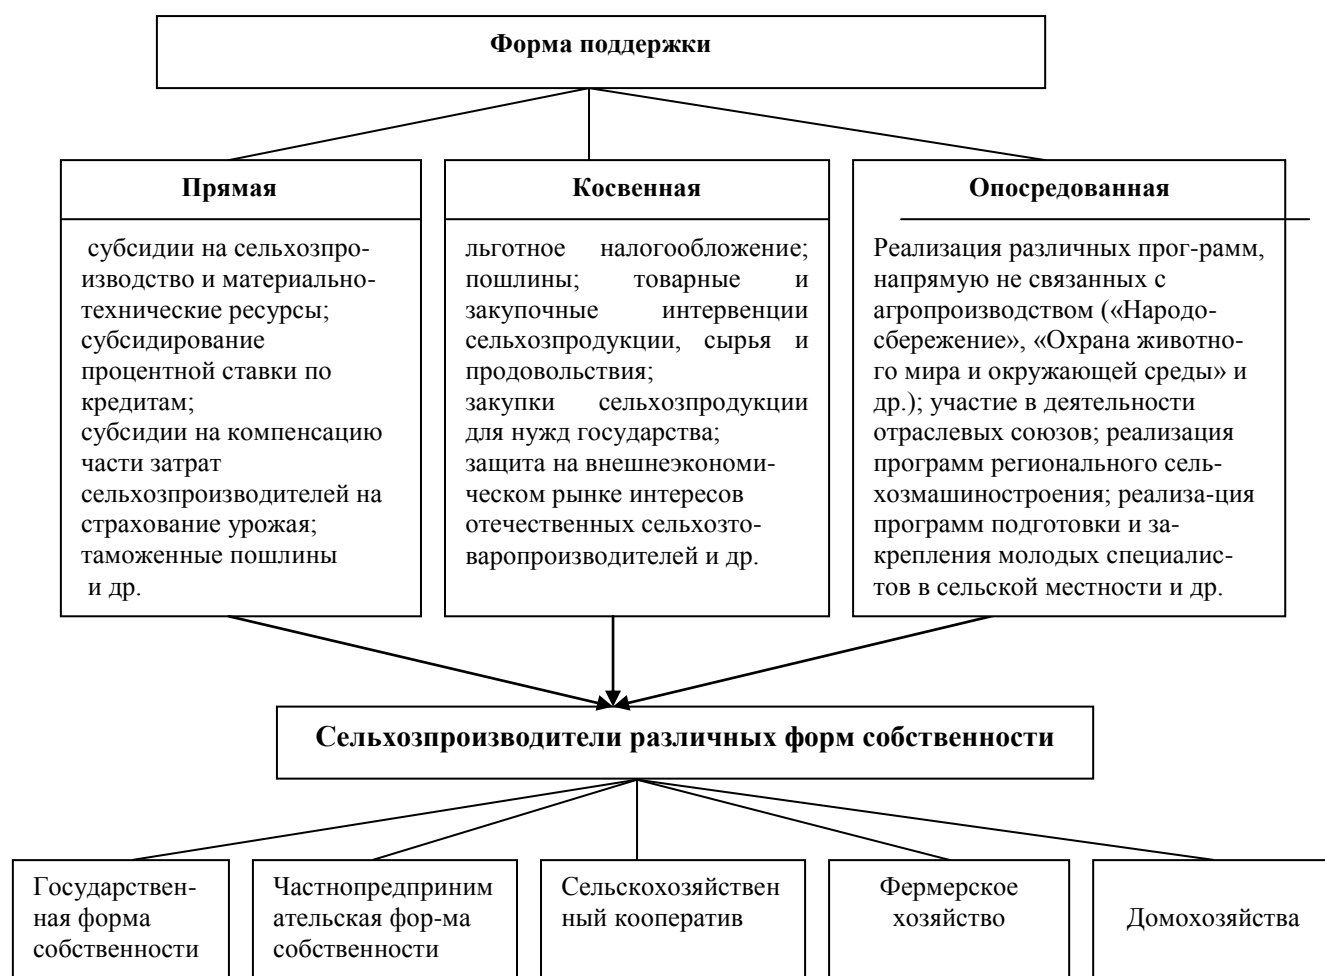 Форма поддержки
Прямая
субсидии на сельхозпро-
изводство и материально-
технические ресурсы;
субсидирование
процентной ставки по
кредитам;
субсидии на компенсацию
части затрат
сельхозпроизводителей на
страхование урожая;
таможенные пошлины
и др.
Косвенная
льготное налогообложение;
пошлины; товарные и
закупочные интервенции
сельхозпродукции, сырья и
продовольствия;
закупки сельхозпродукции
для нужд государства;
защита на внешнеэкономи-
ческом рынке интересов
отечественных сельхозто-
варопроизводителей и др.
Опосредованная
Реализация различных прог-рамм,
напрямую не связанных с
агропроизводством («Народо-
сбережение», «Охрана животно-
го мира и окружающей среды» и
др.); участие в деятельности
отраслевых союзов; реализация
программ регионального сель-
хозмашиностроения; реализа-ция
программ подготовки и за-
крепления молодых специалис-
тов в сельской местности и др.
Сельхозпроизводители различных форм собственности
Государствен-
ная форма
собственности
Частнопредприним
ательская фор-ма
собственности
Сельскохозяйствен
ный кооператив
Фермерское
хозяйство
Домохозяйства